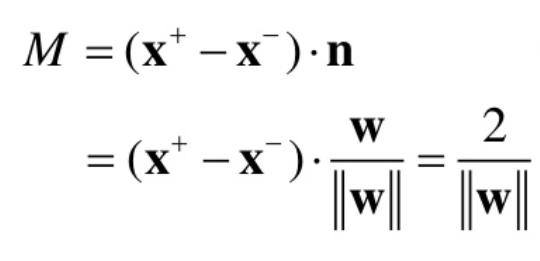 M = (x⁺ − x⁻) · n
= (x⁺ − x⁻) · w/‖w‖ = 2/‖w‖